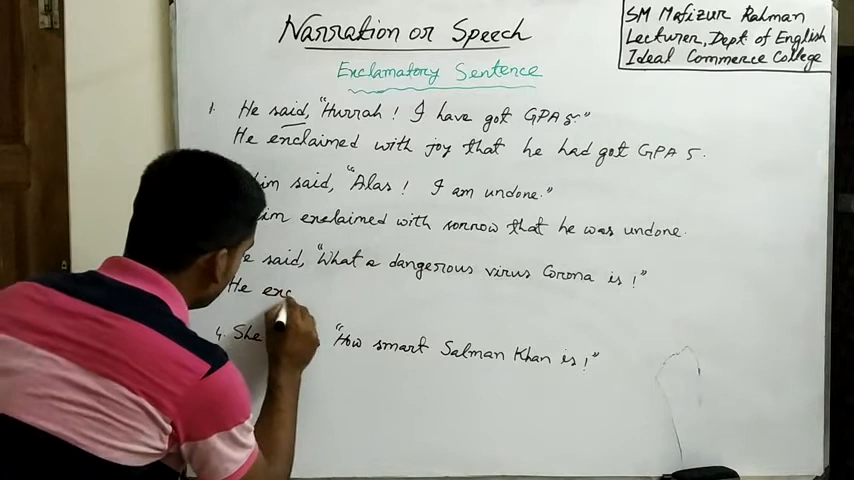 Narration or Speech
SM Mafizur Rahman
Lecturer, Dept of English
Ideal Commerce College
Exclamatory Sentence
1. He said, "Hurrah! I have got GPA 5."
He exclaimed with joy that he had got GPA 5.
him said, "Alas! I am undone."
him exclaimed with sorrow that he was undone.
e said, "What a dangerous virus Corona is!"
He exc
4. She "How smart Salman Khan is!"